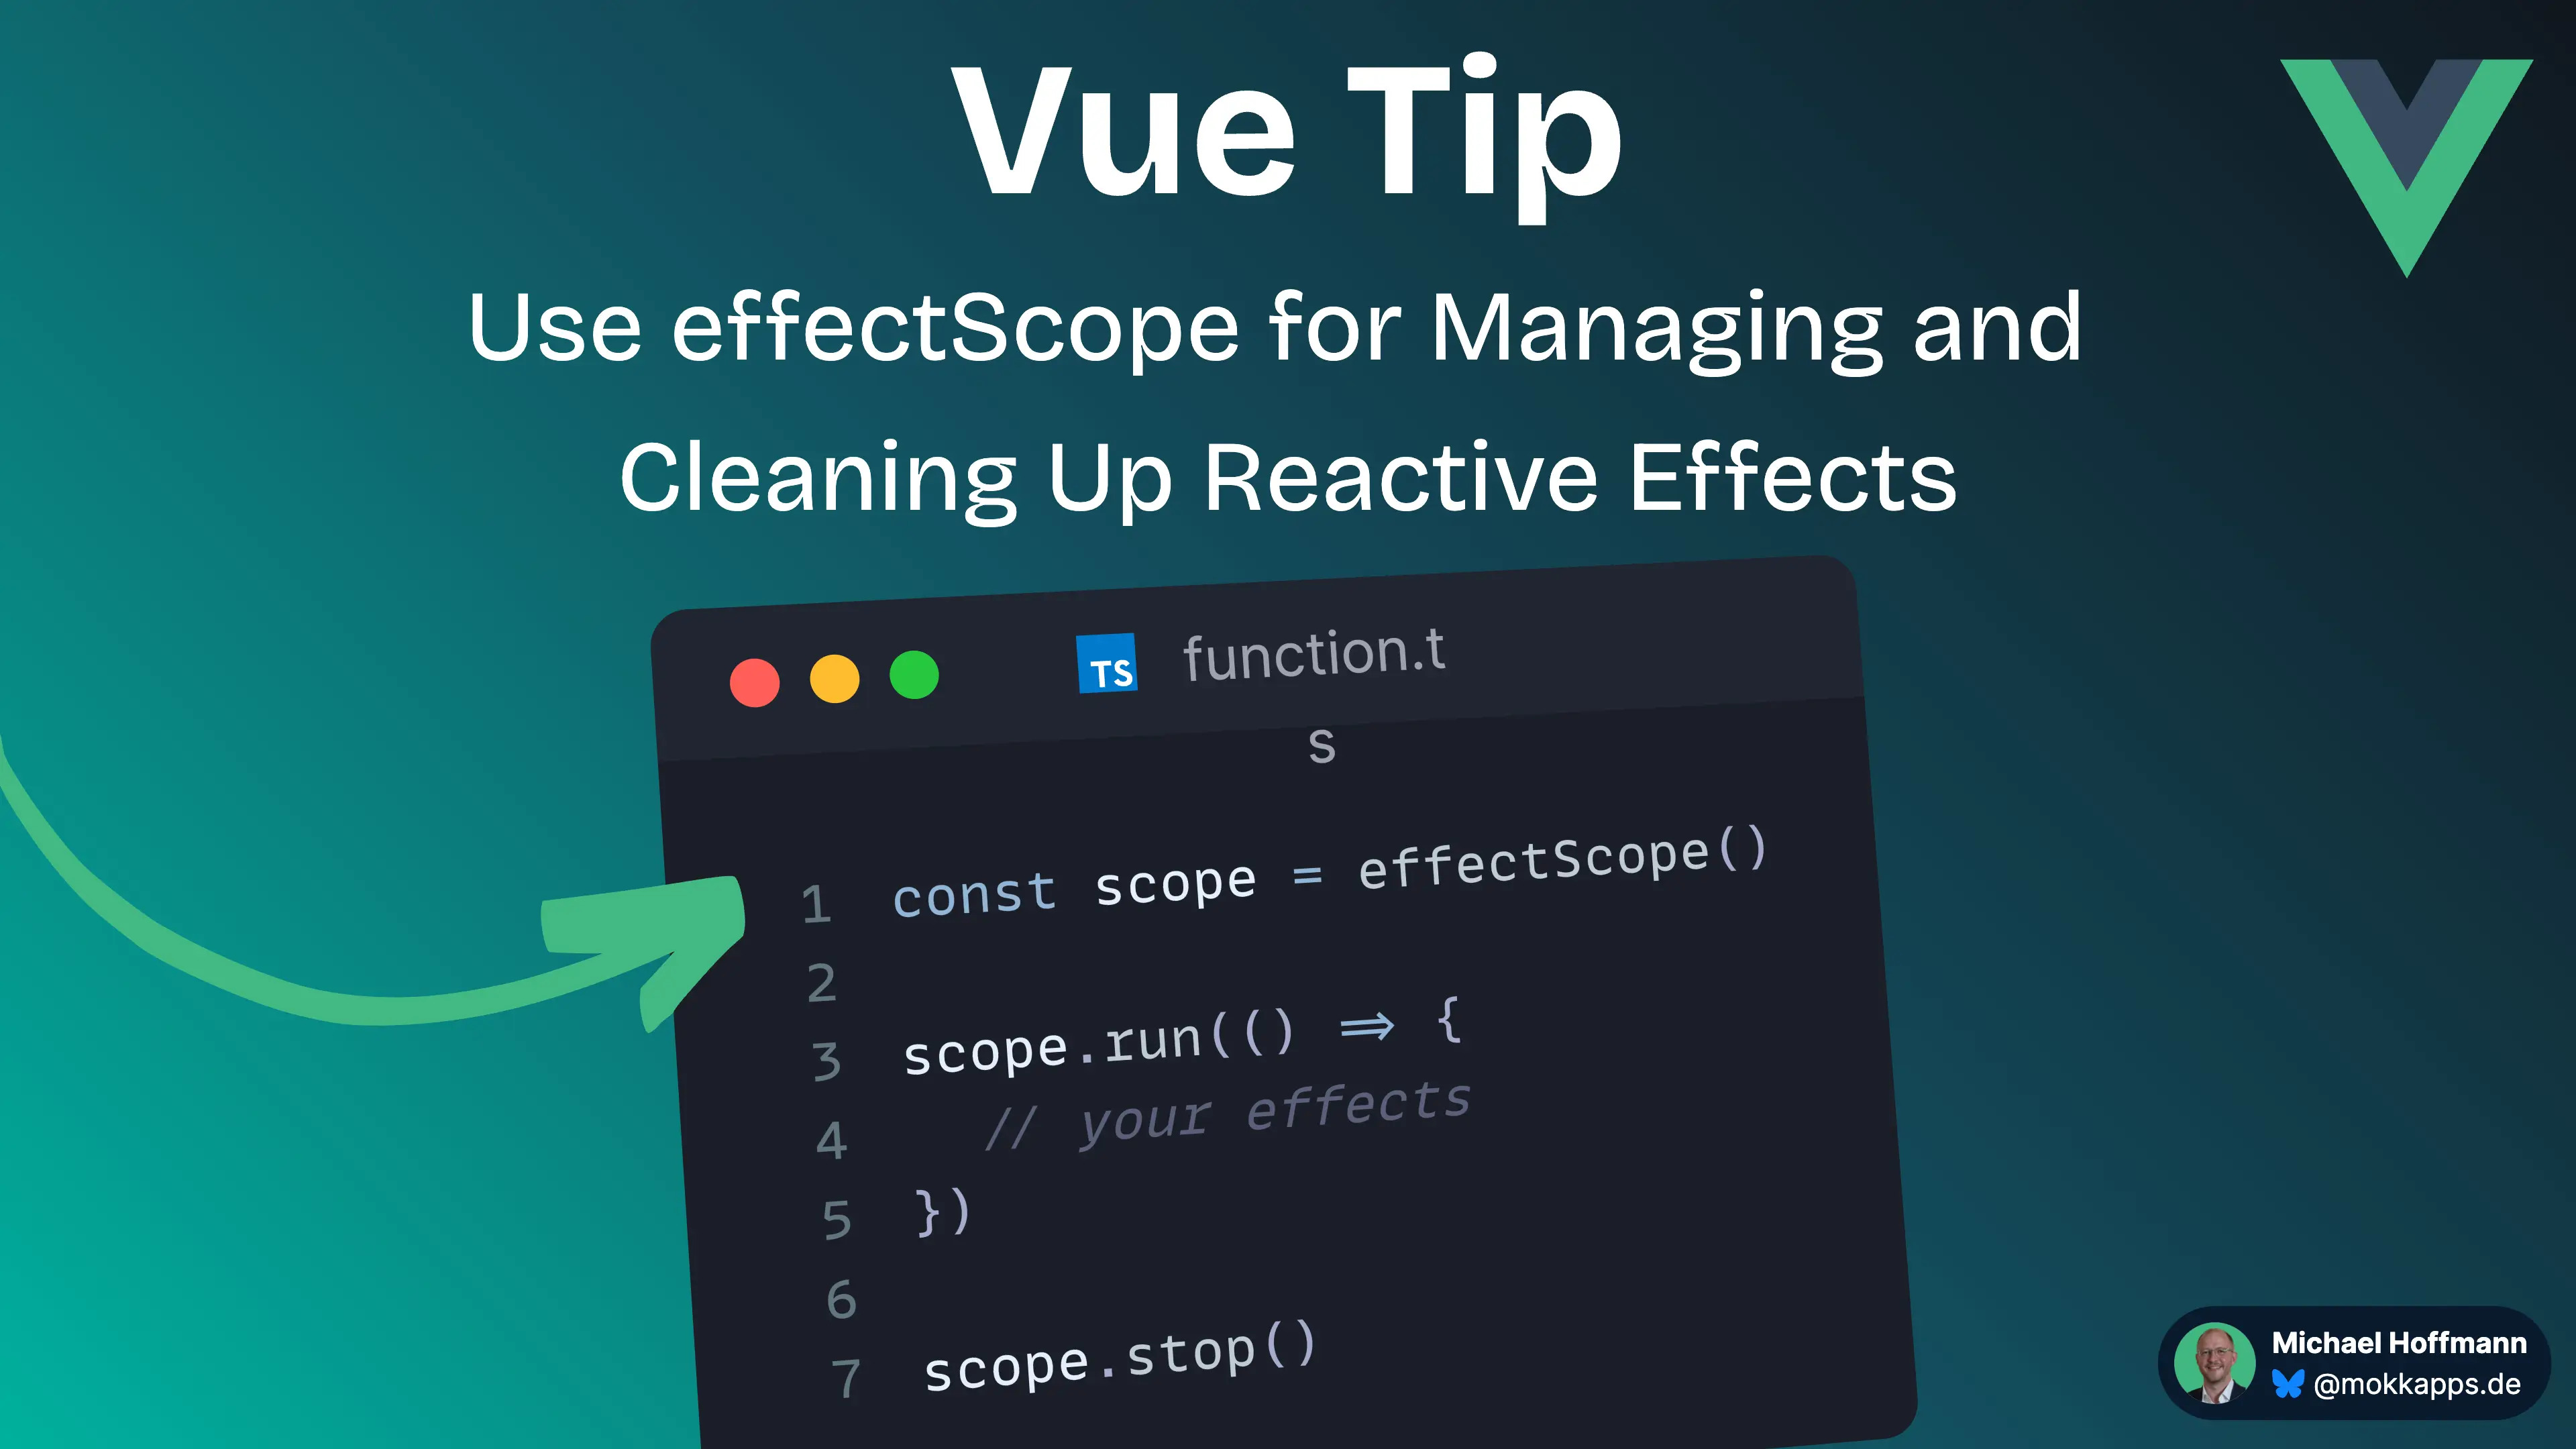 Vue Tip
Use effectScope for Managing and
Cleaning Up Reactive Effects
TS function.t
s
1 const scope = effectScope()
2
3 scope.run(() => {
4   // your effects
5 })
6
7 scope.stop()
Michael Hoffmann
@mokkapps.de